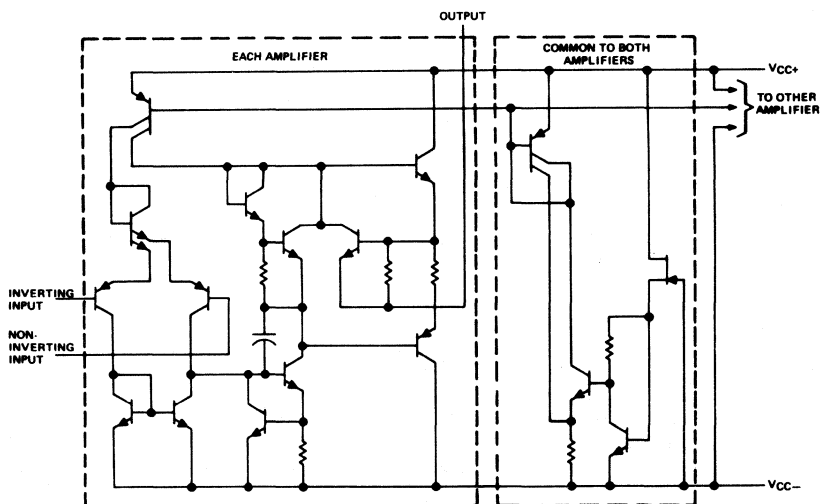 OUTPUT
EACH AMPLIFIER
COMMON TO BOTH
AMPLIFIERS
VCC+
TO OTHER
AMPLIFIER
INVERTING
INPUT
NON-
INVERTING
INPUT
VCC−